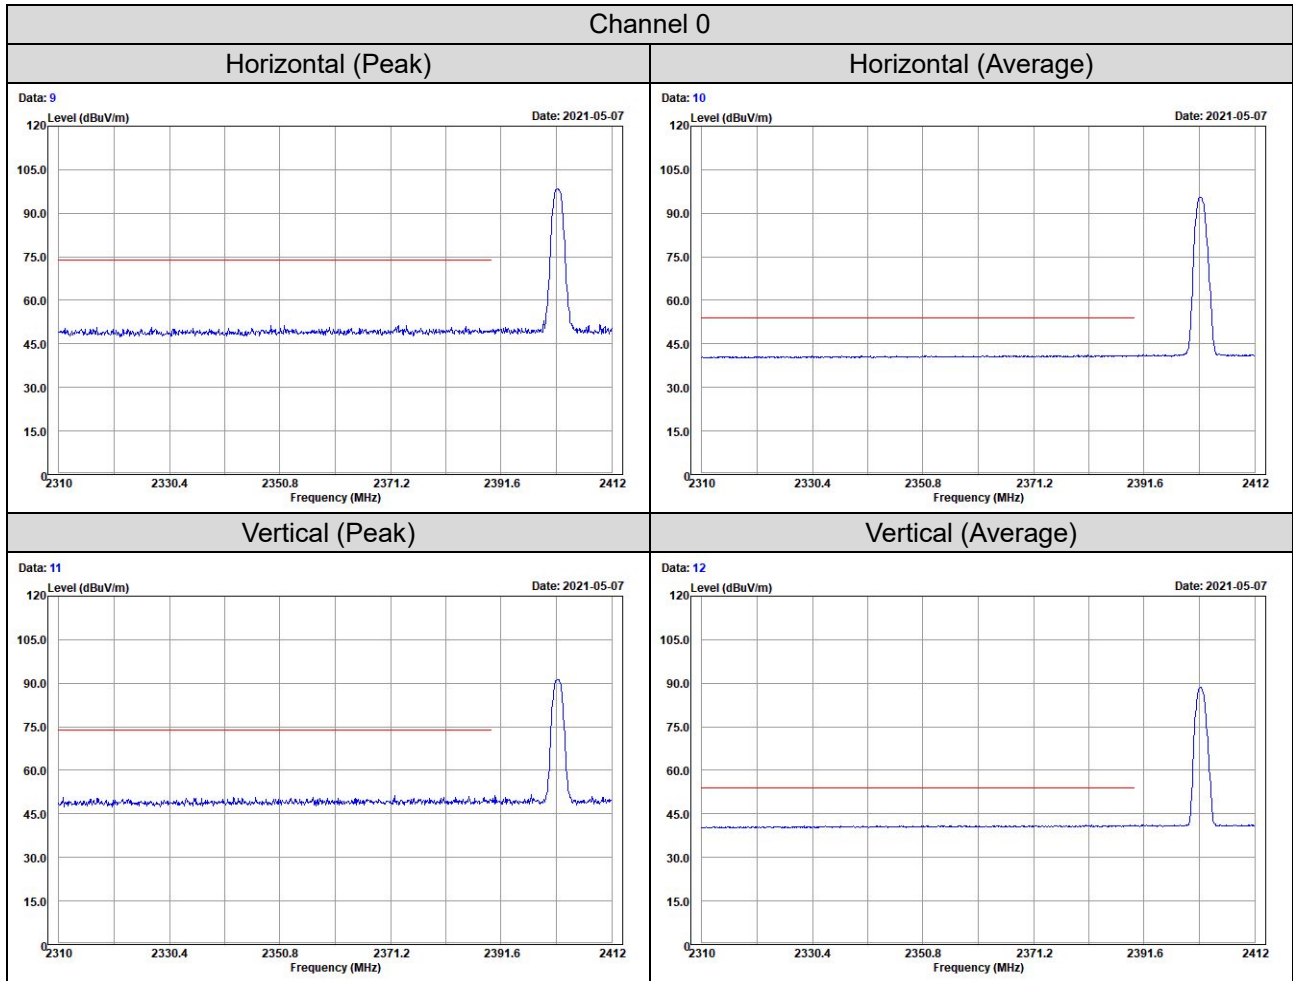 Channel 0
Horizontal (Peak)
Horizontal (Average)
Data: 9
Level (dBuV/m)
Date: 2021-05-07
120
105.0
90.0
75.0
60.0
45.0
30.0
15.0
0
2310
2330.4
2350.8
2371.2
2391.6
2412
Frequency (MHz)
Data: 10
Level (dBuV/m)
Date: 2021-05-07
120
105.0
90.0
75.0
60.0
45.0
30.0
15.0
0
2310
2330.4
2350.8
2371.2
2391.6
2412
Frequency (MHz)
Vertical (Peak)
Vertical (Average)
Data: 11
Level (dBuV/m)
Date: 2021-05-07
120
105.0
90.0
75.0
60.0
45.0
30.0
15.0
0
2310
2330.4
2350.8
2371.2
2391.6
2412
Frequency (MHz)
Data: 12
Level (dBuV/m)
Date: 2021-05-07
120
105.0
90.0
75.0
60.0
45.0
30.0
15.0
0
2310
2330.4
2350.8
2371.2
2391.6
2412
Frequency (MHz)